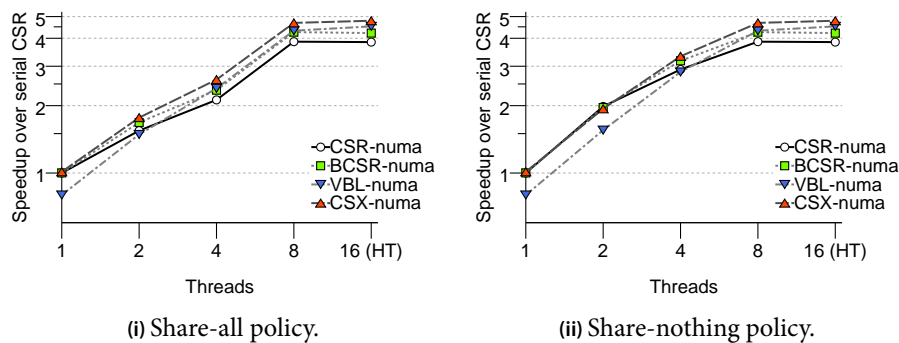 Speedup over serial CSR
5
4
3
2
1
CSR-numa
BCSR-numa
VBL-numa
CSX-numa
1 2 4 8 16 (HT)
Threads
(i) Share-all policy.
Speedup over serial CSR
5
4
3
2
1
CSR-numa
BCSR-numa
VBL-numa
CSX-numa
1 2 4 8 16 (HT)
Threads
(ii) Share-nothing policy.